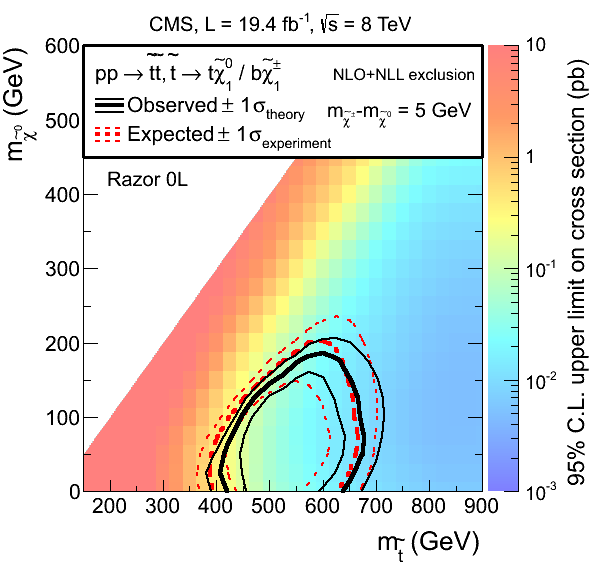 CMS, L = 19.4 fb⁻¹, √s = 8 TeV
pp → t̃t̃, t̃ → tχ̃⁰₁ / bχ̃±₁ NLO+NLL exclusion
Observed ± 1σtheory mχ̃±-mχ̃⁰ = 5 GeV
Expected ± 1σexperiment
Razor 0L
mχ̃⁰ (GeV)
600
500
400
300
200
100
0
200 300 400 500 600 700 800 900
mt̃ (GeV)
10
1
10⁻¹
10⁻²
10⁻³
95% C.L. upper limit on cross section (pb)